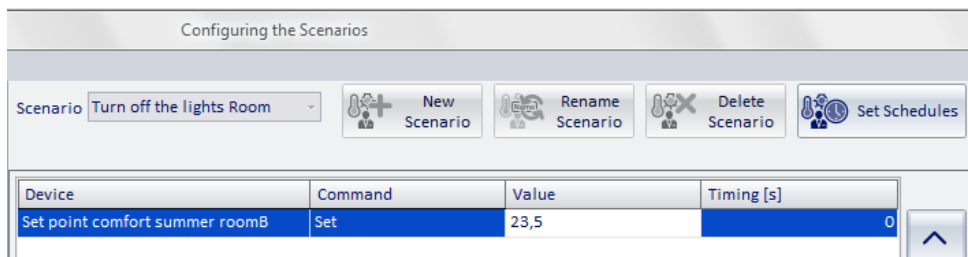 Configuring the Scenarios
Scenario Turn off the lights Room
New
Scenario
Name
Rename
Scenario
Delete
Scenario
Set Schedules
Device Command Value Timing [s]
Set point comfort summer roomB Set 23,5 0